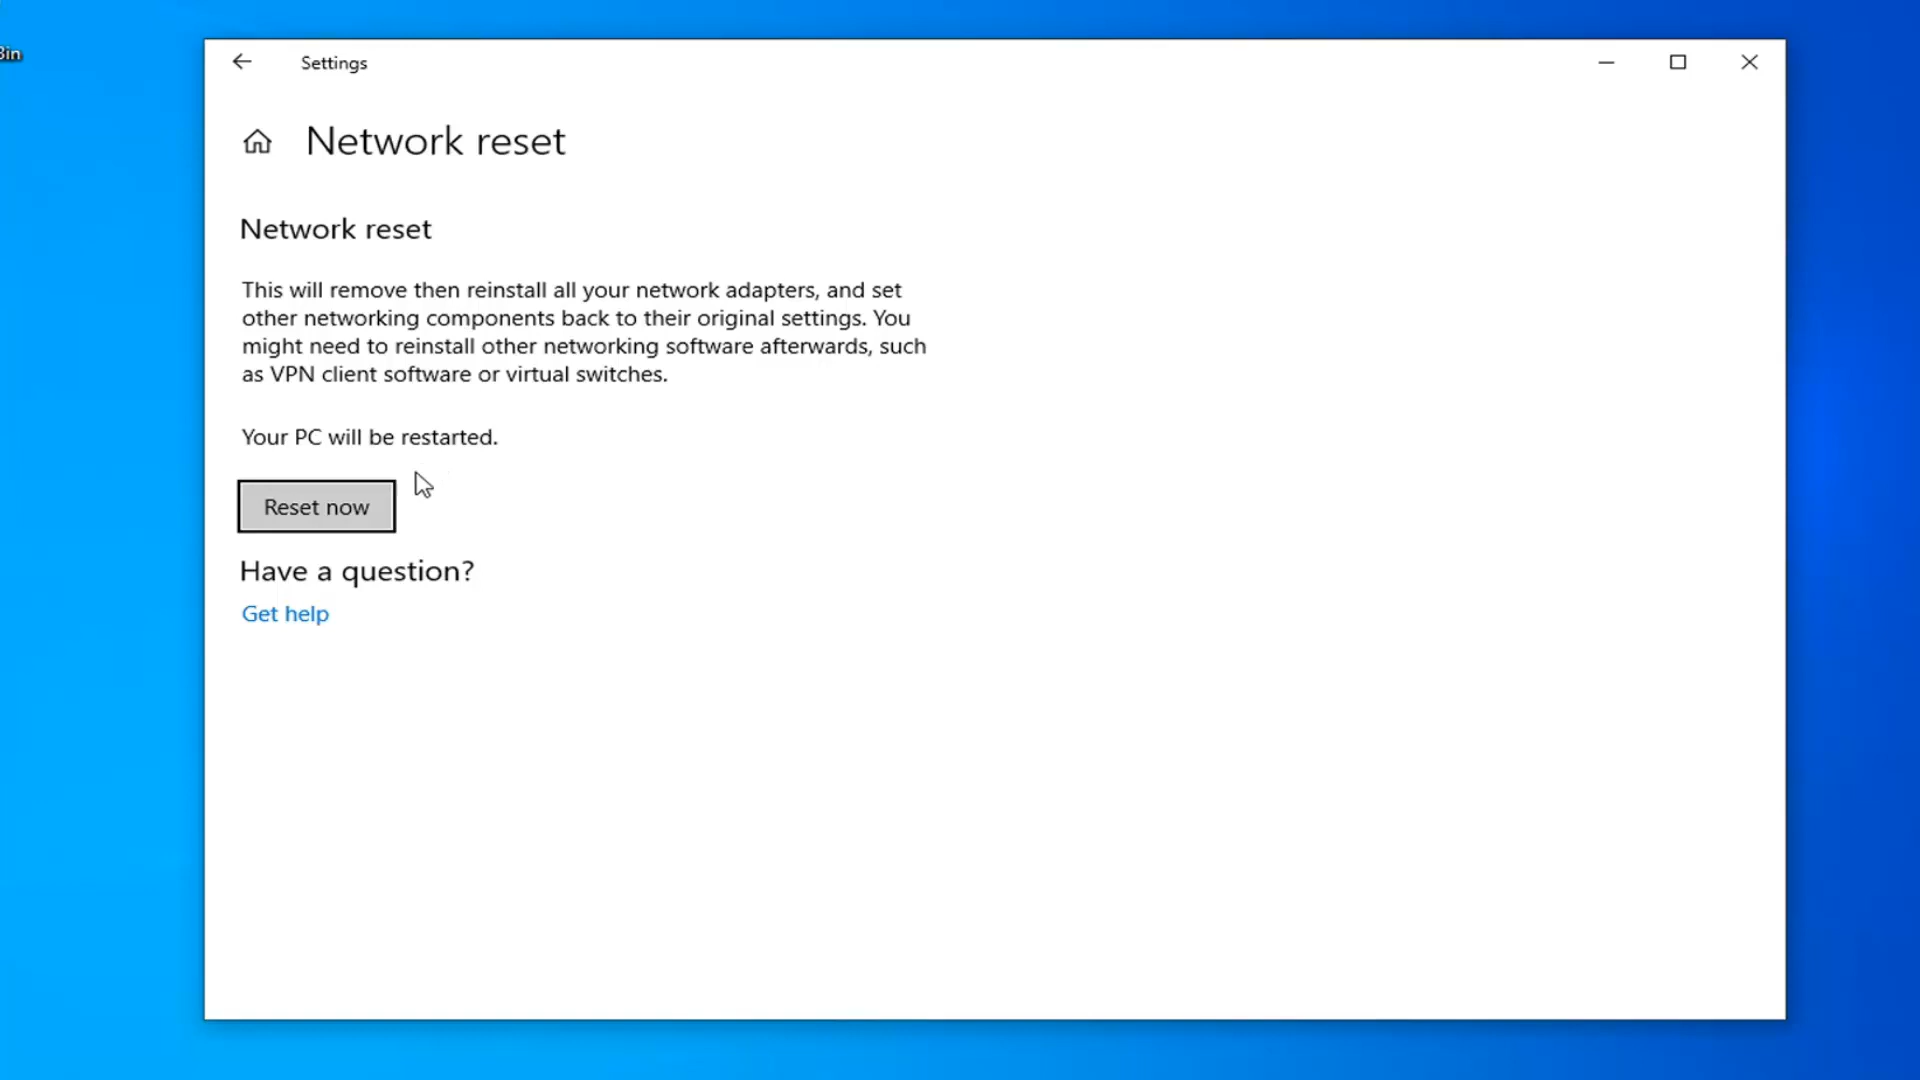 Bin
Settings
Network reset
Network reset
This will remove then reinstall all your network adapters, and set
other networking components back to their original settings. You
might need to reinstall other networking software afterwards, such
as VPN client software or virtual switches.
Your PC will be restarted.
Reset now
Have a question?
Get help